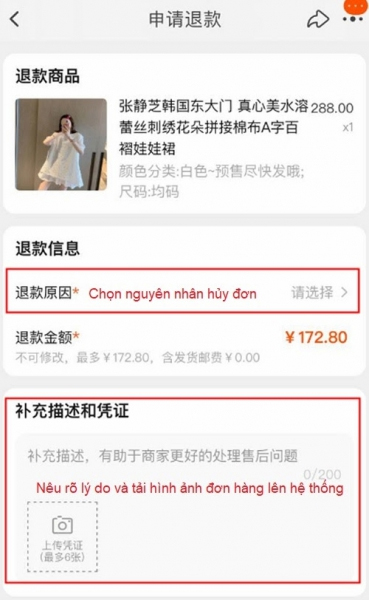 申请退款
退款商品
张静芝韩国东大门 真心美水溶 288.00
蕾丝刺绣花朵拼接棉布A字百 x1
褶娃娃裙
颜色分类:白色~预售尽快发哦;
尺码:均码
退款信息
退款原因* Chọn nguyên nhân hủy đơn 请选择 >
退款金额* ￥172.80
不可修改，最多￥172.80，含发货邮费￥0.00
补充描述和凭证
补充描述，有助于商家更好的处理售后问题
0/200
Nêu rõ lý do và tải hình ảnh đơn hàng lên hệ thống
上传凭证
(最多6张)